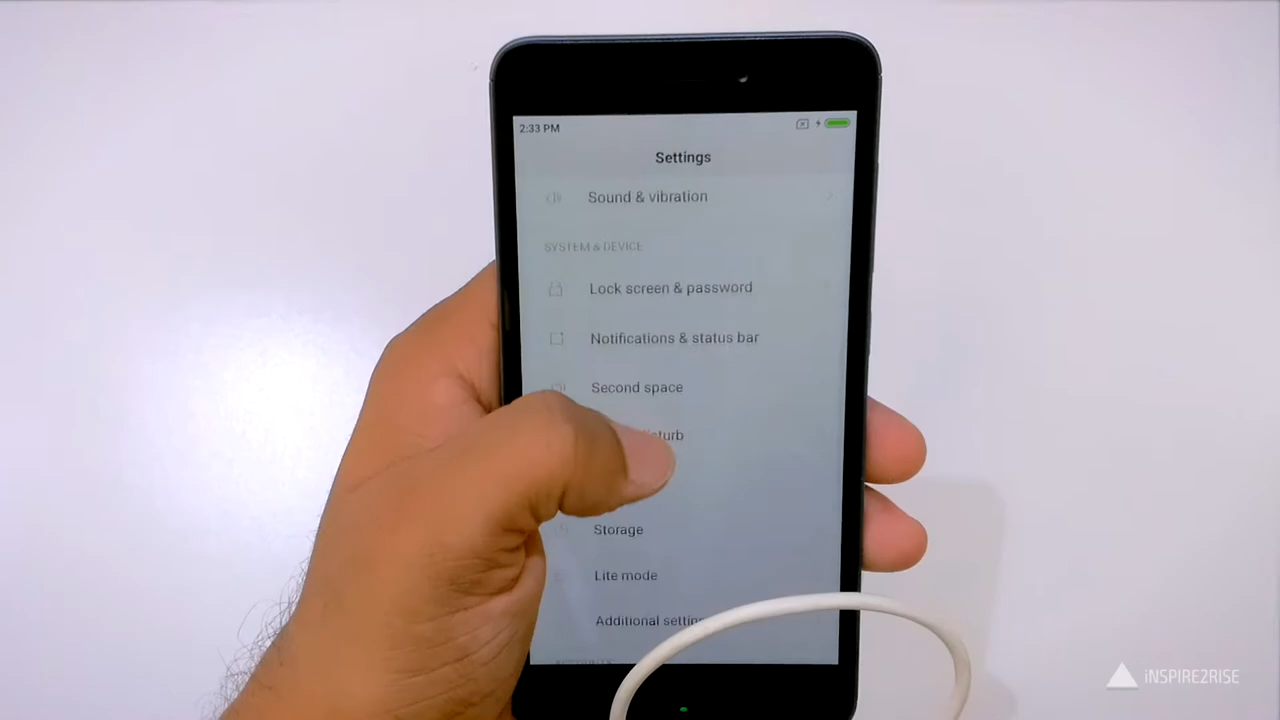 2:33 PM
Settings
Sound & vibration
SYSTEM & DEVICE
Lock screen & password
Notifications & status bar
Second space
Storage
Lite mode
Additional
iNSPIRE2RISE